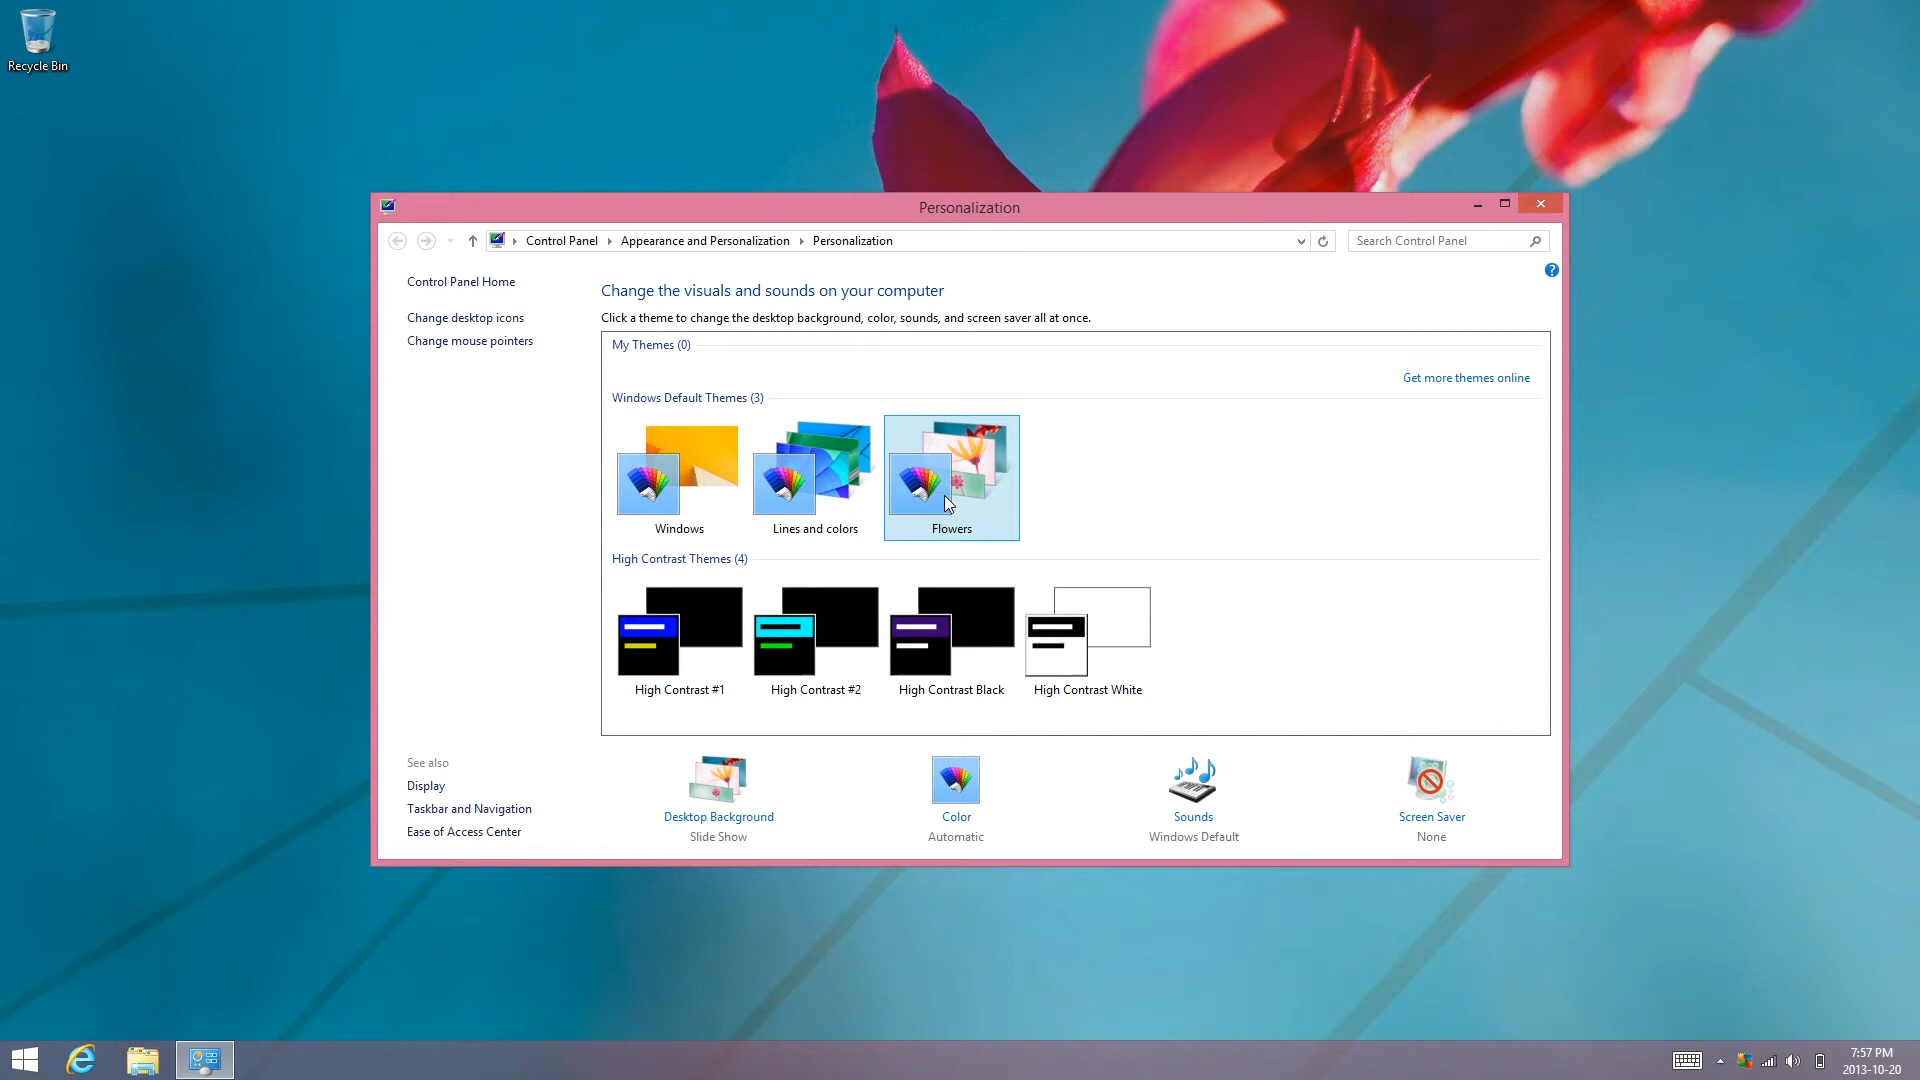 Recycle Bin
Personalization
Control Panel Appearance and Personalization Personalization
Search Control Panel
Control Panel Home
Change desktop icons
Change mouse pointers
Change the visuals and sounds on your computer
Click a theme to change the desktop background, color, sounds, and screen saver all at once.
My Themes (0)
Get more themes online
Windows Default Themes (3)
Windows
Lines and colors
Flowers
High Contrast Themes (4)
High Contrast #1
High Contrast #2
High Contrast Black
High Contrast White
See also
Display
Taskbar and Navigation
Ease of Access Center
Desktop Background
Slide Show
Color
Automatic
Sounds
Windows Default
Screen Saver
None
7:57 PM
2013-10-20